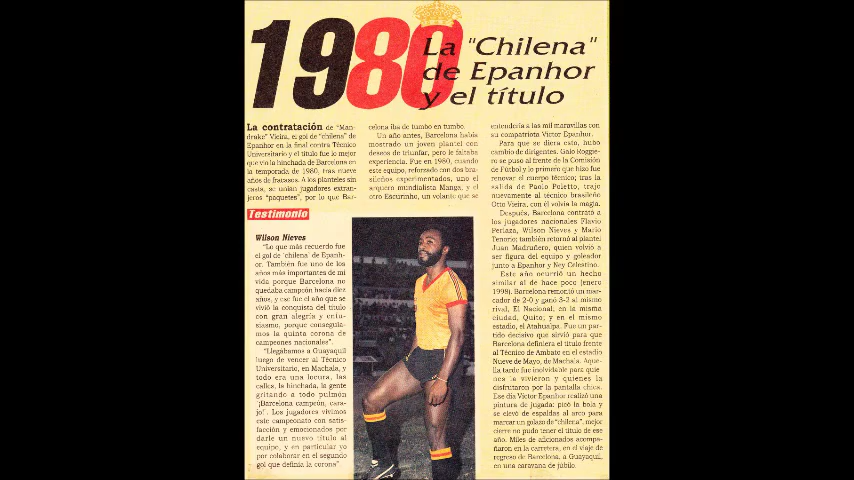 1980
La "Chilena"
de Epanhor
y el título
La contratación de "Man-
drake" Vieira, el gol de "chilena" de
Epanhor en la final contra Técnico
Universitario y el título fue lo mejor
que vio la hinchada de Barcelona en
la temporada de 1980, tras nueve
años de fracasos. A los planteles sin
casta, se unían jugadores extran-
jeros "paquetes", por lo que Bar-
celona iba de tumbo en tumbo.
Un año antes, Barcelona había
mostrado un joven plantel con
deseos de triunfar, pero le faltaba
experiencia. Fue en 1980, cuando
este equipo, reforzado con dos bra-
sileños experimentados, uno el
arquero mundialista Manga, y el
otro Escurinho, un volante que se
entendería a las mil maravillas con
su compatriota Víctor Epanhor.
Para que se diera esto, hubo
cambio de dirigentes. Galo Roggie-
ro se puso al frente de la Comisión
de Fútbol y lo primero que hizo fue
renovar el cuerpo técnico; tras la
salida de Paolo Poletto, trajo
nuevamente al técnico brasileño
Otto Vieira, con él volvía la magia.
Después, Barcelona contrató a
los jugadores nacionales Flavio
Perlaza, Wilson Nieves y Mario
Tenorio; también retornó al plantel
Juan Madruñero, quien volvió a
ser figura del equipo y goleador
junto a Epanhor y Ney Celestino.
Este año ocurrió un hecho
similar al de hace poco (enero
1998). Barcelona remontó un mar-
cador de 2-0 y ganó 3-2 al mismo
rival, El Nacional, en la misma
ciudad, Quito; y en el mismo
estadio, el Atahualpa. Fue un par-
tido decisivo que sirvió para que
Barcelona definiera el título frente
al Técnico de Ambato en el estadio
Nueve de Mayo, de Machala. Aque-
lla tarde fue inolvidable para quie-
nes la vivieron y quienes la
disfrutaron por la pantalla chica.
Ese día Víctor Epanhor realizó una
pintura de jugada: picó la bola y
se elevó de espaldas al arco para
marcar un golazo de "chilena", mejor
cierre no pudo tener el título de ese
año. Miles de aficionados acompa-
ñaron en la carretera, en el viaje de
regreso de Barcelona, a Guayaquil,
en una caravana de júbilo.
Testimonio
Wilson Nieves
"Lo que más recuerdo fue
el gol de 'chilena' de Epanh-
or. También fue uno de los
años más importantes de mi
vida porque Barcelona no
quedaba campeón hacía diez
años, y ese fue el año que se
vivió la conquista del título
con gran alegría y entu-
siasmo, porque conseguía-
mos la quinta corona de
campeones nacionales".
"Llegábamos a Guayaquil
luego de vencer al Técnico
Universitario, en Machala, y
todo era una locura, las
calles, la hinchada, la gente
gritando a todo pulmón
'¡Barcelona campeón, cara-
jo!'. Los jugadores vivimos
este campeonato con satis-
facción y emocionados por
darle un nuevo título al
equipo, y en particular yo
por colaborar en el segundo
gol que definía la corona"